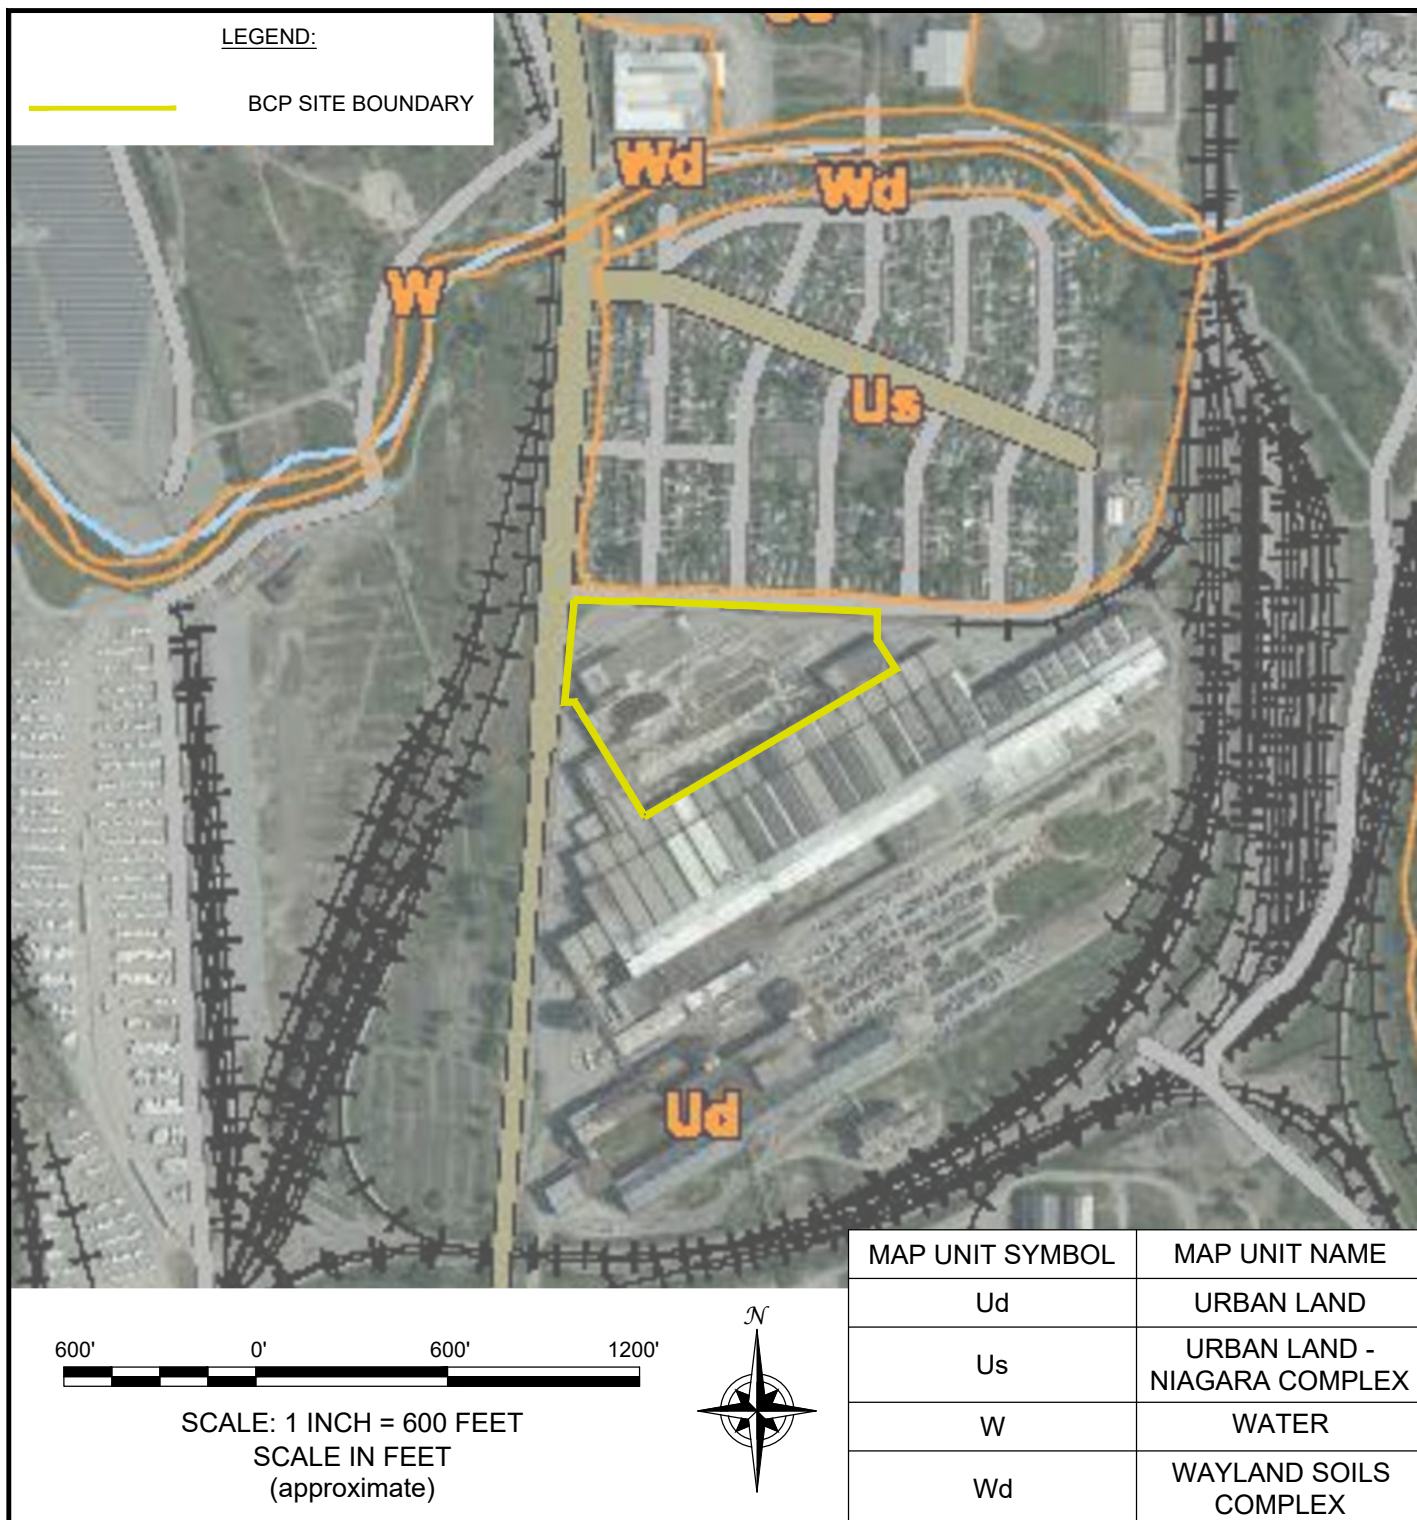 LEGEND:
BCP SITE BOUNDARY
Wd
Wd
W
Us
Ud
MAP UNIT SYMBOL MAP UNIT NAME
Ud URBAN LAND
Us URBAN LAND -
NIAGARA COMPLEX
W WATER
Wd WAYLAND SOILS
COMPLEX
600' 0' 600' 1200'
SCALE: 1 INCH = 600 FEET
SCALE IN FEET
(approximate)
N